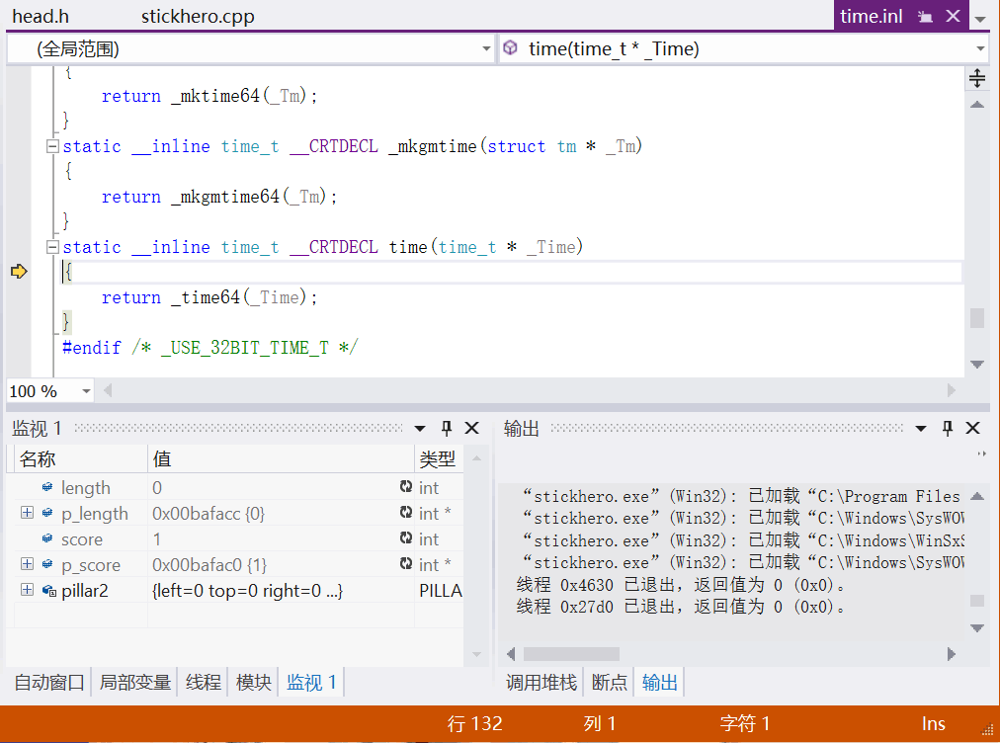 head.h stickhero.cpp time.inl
(全局范围) time(time_t * _Time)
{
return _mktime64(_Tm);
}
static __inline time_t __CRTDECL _mkgmtime(struct tm * _Tm)
{
return _mkgmtime64(_Tm);
}
static __inline time_t __CRTDECL time(time_t * _Time)
{
return _time64(_Time);
}
#endif /* _USE_32BIT_TIME_T */
100 %
监视 1
名称 值 类型
length 0 int
p_length 0x00bafacc {0} int *
score 1 int
p_score 0x00bafac0 {1} int *
pillar2 {left=0 top=0 right=0 ...} PILLA
自动窗口 局部变量 线程 模块 监视 1
输出
“stickhero.exe”(Win32): 已加载“C:\Program Files
“stickhero.exe”(Win32): 已加载“C:\Windows\SysWOW
“stickhero.exe”(Win32): 已加载“C:\Windows\WinSxS
“stickhero.exe”(Win32): 已加载“C:\Windows\SysWOW
线程 0x4630 已退出，返回值为 0 (0x0)。
线程 0x27d0 已退出，返回值为 0 (0x0)。
调用堆栈 断点 输出
行 132 列 1 字符 1 Ins